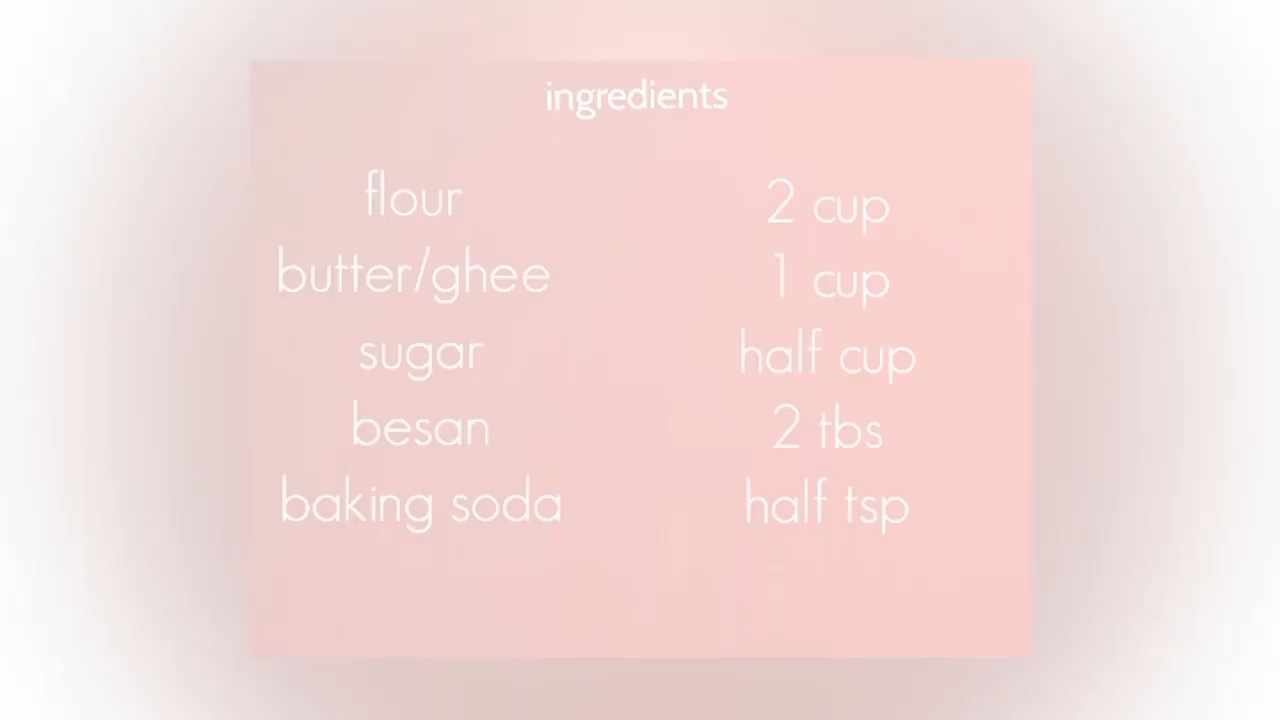 ingredients
flour 2 cup
butter/ghee 1 cup
sugar half cup
besan 2 tbs
baking soda half tsp